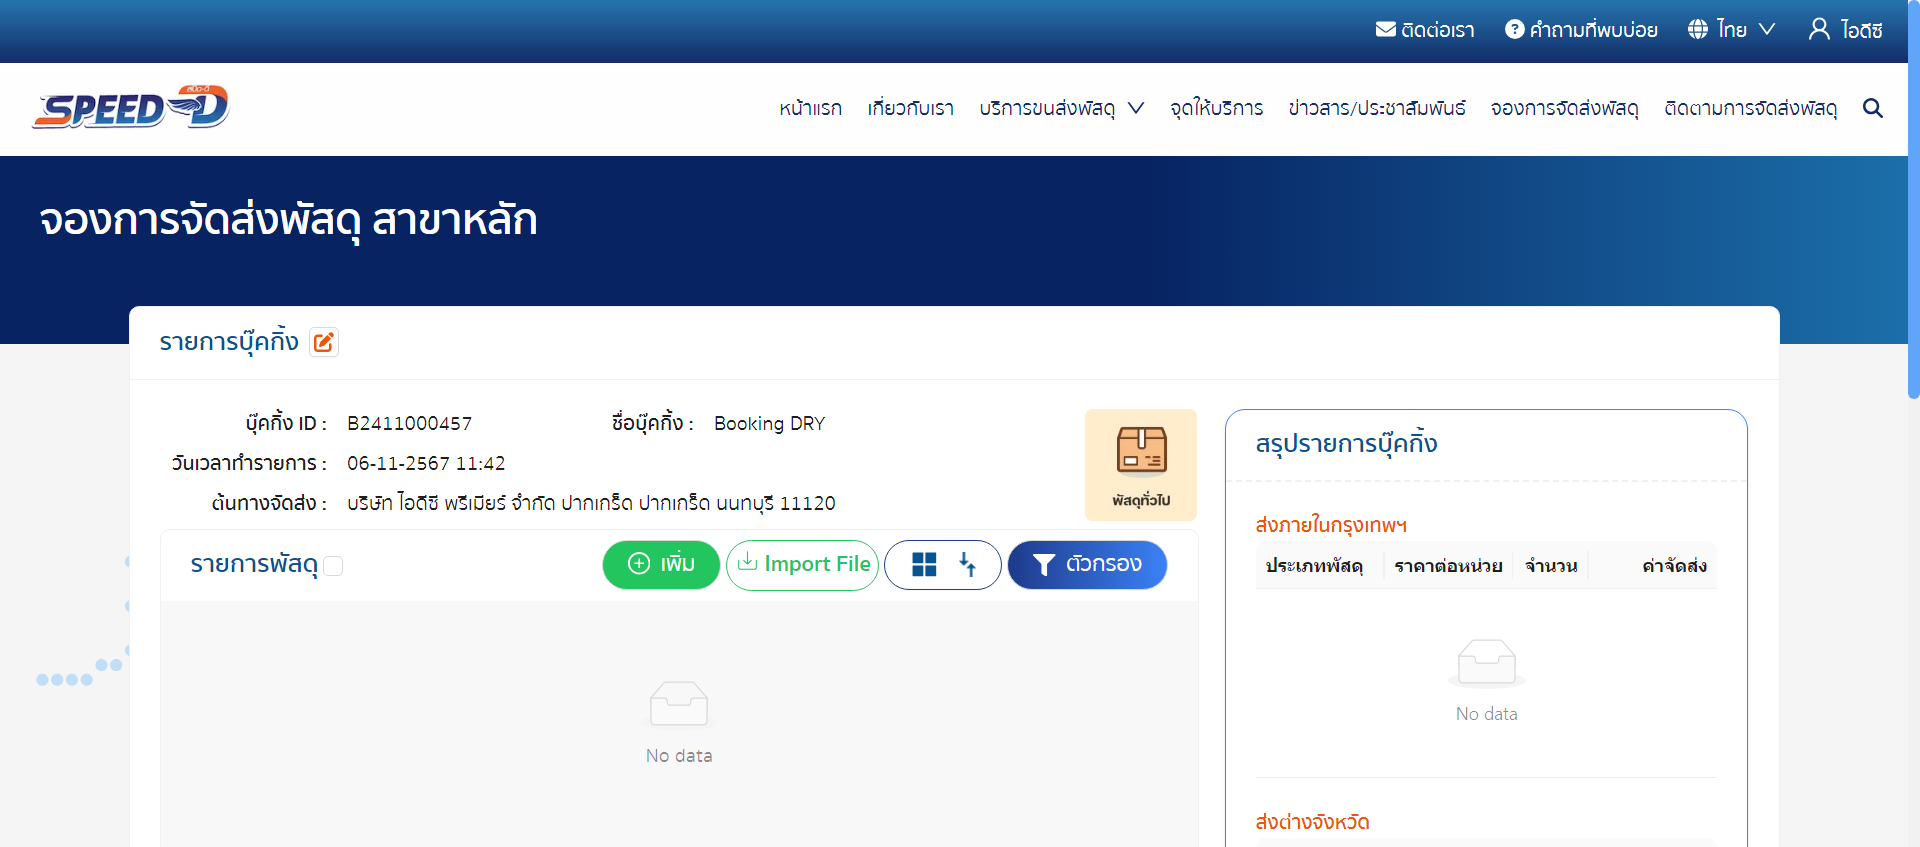 ติดต่อเรา คำถามที่พบบ่อย ไทย ไอดีซี
สปีด-ดี
SPEED-D
หน้าแรก เกี่ยวกับเรา บริการขนส่งพัสดุ จุดให้บริการ ข่าวสาร/ประชาสัมพันธ์ จองการจัดส่งพัสดุ ติดตามการจัดส่งพัสดุ
จองการจัดส่งพัสดุ สาขาหลัก
รายการบุ๊คกิ้ง
บุ๊คกิ้ง ID : B2411000457 ชื่อบุ๊คกิ้ง : Booking DRY
วันเวลาทำรายการ : 06-11-2567 11:42
ต้นทางจัดส่ง : บริษัท ไอดีซี พรีเมียร์ จำกัด ปากเกร็ด ปากเกร็ด นนทบุรี 11120
พัสดุทั่วไป
รายการพัสดุ เพิ่ม Import File ตัวกรอง
No data
สรุปรายการบุ๊คกิ้ง
ส่งภายในกรุงเทพฯ
ประเภทพัสดุ ราคาต่อหน่วย จำนวน ค่าจัดส่ง
No data
ส่งต่างจังหวัด